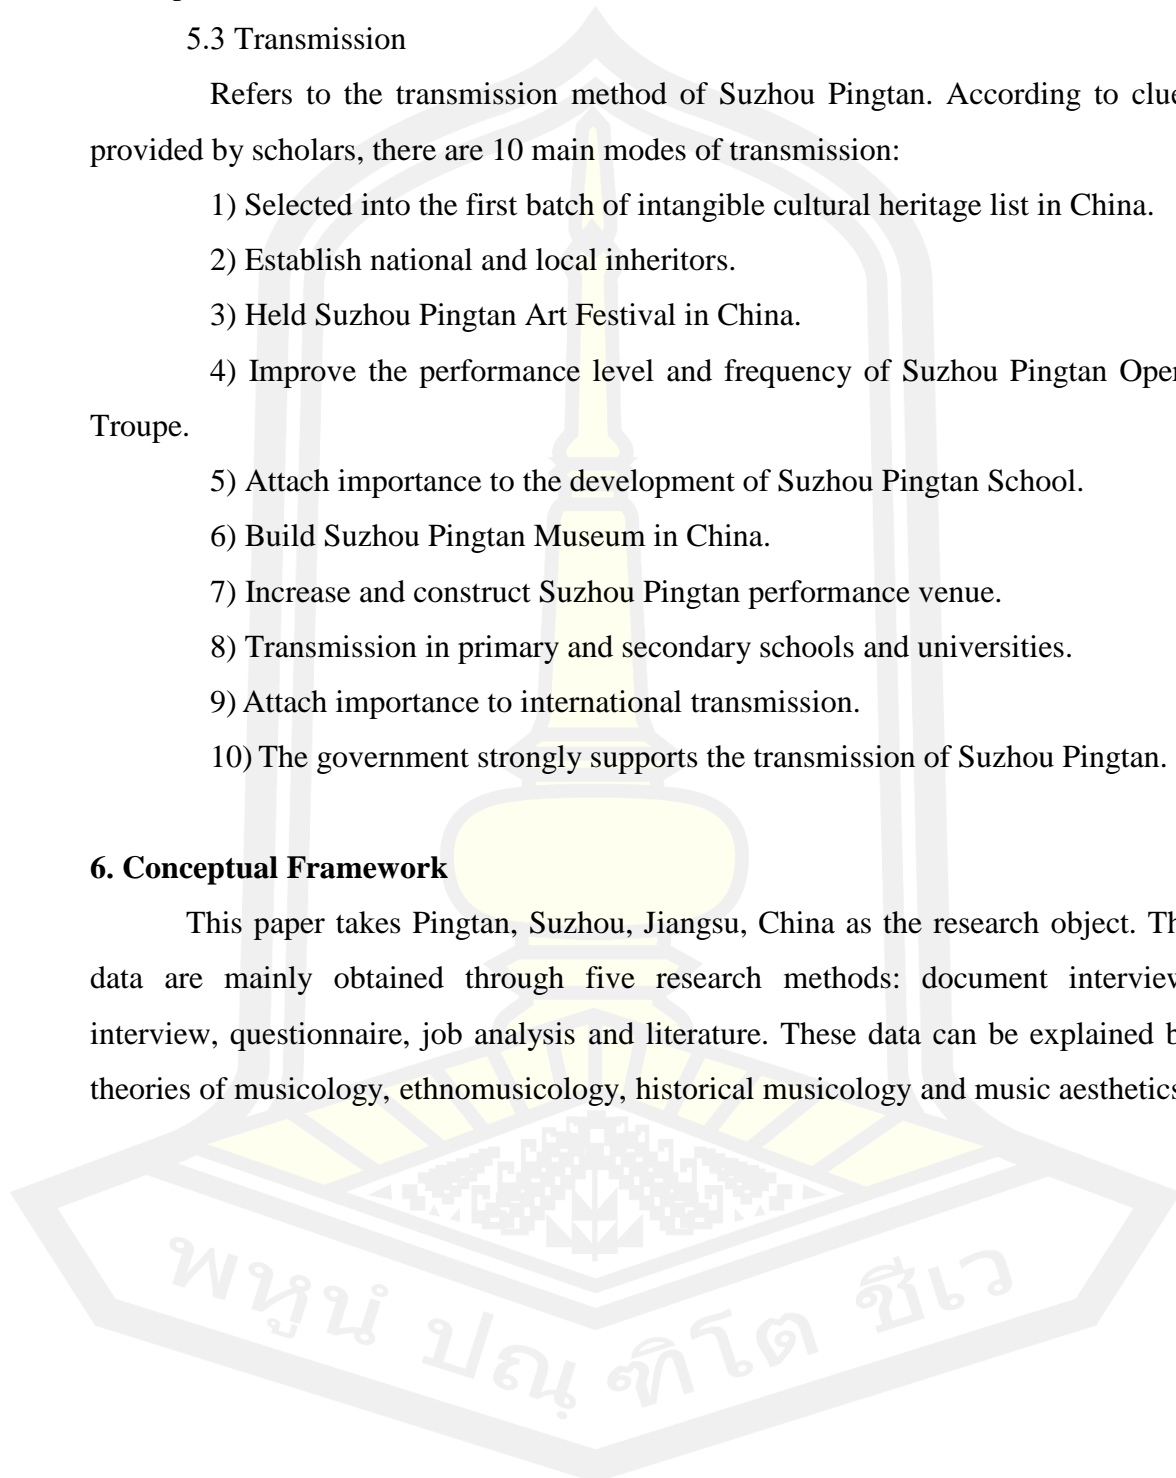 5.3 Transmission
Refers to the transmission method of Suzhou Pingtan. According to clue
provided by scholars, there are 10 main modes of transmission:
1) Selected into the first batch of intangible cultural heritage list in China.
2) Establish national and local inheritors.
3) Held Suzhou Pingtan Art Festival in China.
4) Improve the performance level and frequency of Suzhou Pingtan Oper
Troupe.
5) Attach importance to the development of Suzhou Pingtan School.
6) Build Suzhou Pingtan Museum in China.
7) Increase and construct Suzhou Pingtan performance venue.
8) Transmission in primary and secondary schools and universities.
9) Attach importance to international transmission.
10) The government strongly supports the transmission of Suzhou Pingtan.
6. Conceptual Framework
This paper takes Pingtan, Suzhou, Jiangsu, China as the research object. Th
data are mainly obtained through five research methods: document interview
interview, questionnaire, job analysis and literature. These data can be explained b
theories of musicology, ethnomusicology, historical musicology and music aesthetics
พหูนํ ปณฺฑิโต ชีเว